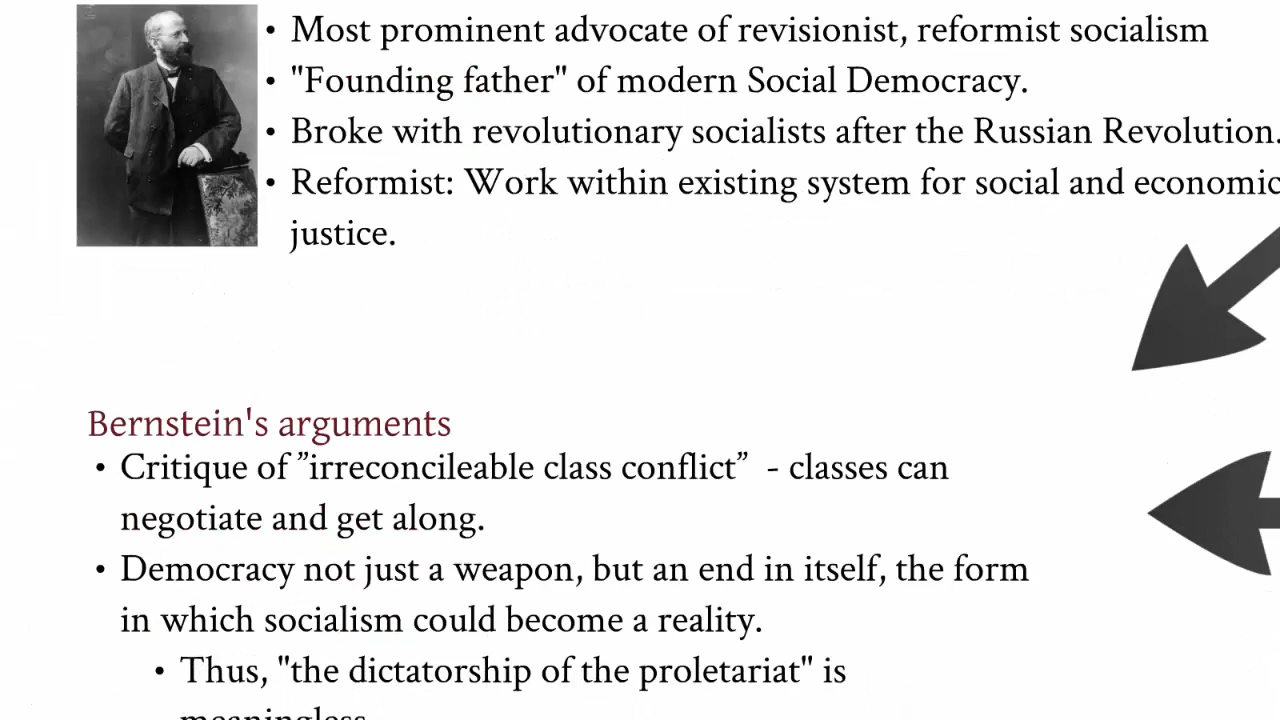 • Most prominent advocate of revisionist, reformist socialism
• "Founding father" of modern Social Democracy.
• Broke with revolutionary socialists after the Russian Revolution.
• Reformist: Work within existing system for social and economic
justice.
Bernstein's arguments
• Critique of ”irreconcileable class conflict” - classes can
negotiate and get along.
• Democracy not just a weapon, but an end in itself, the form
in which socialism could become a reality.
• Thus, "the dictatorship of the proletariat" is
meaningless